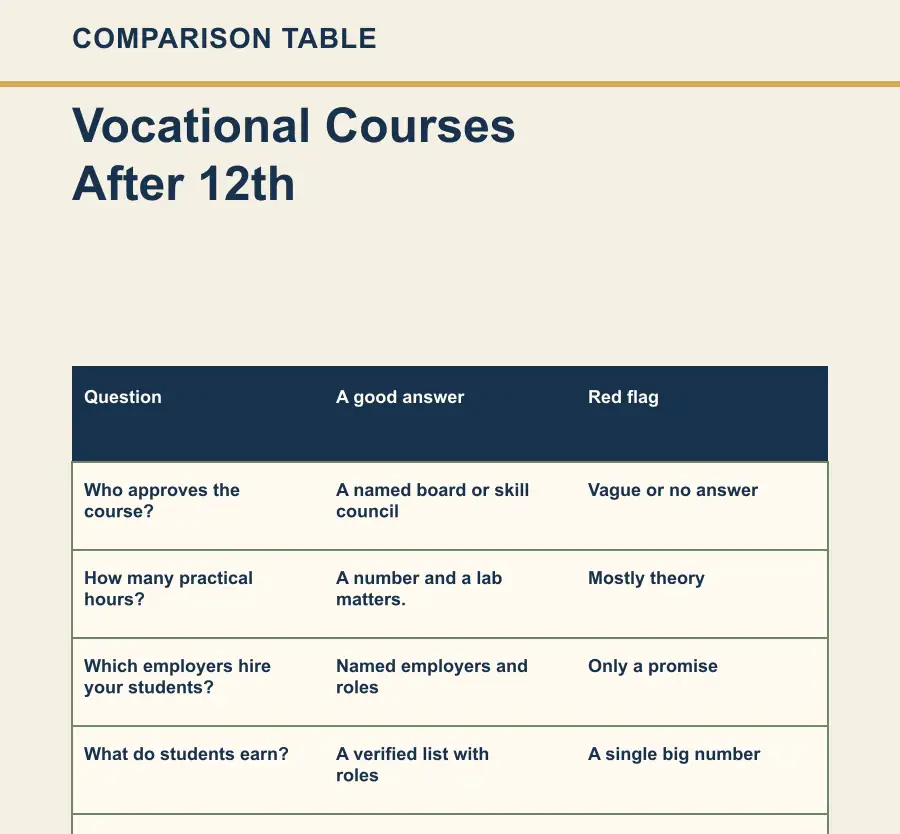 COMPARISON TABLE
Vocational Courses
After 12th
Question
A good answer
Red flag
Who approves the
course?
A named board or skill
council
Vague or no answer
How many practical
hours?
A number and a lab
matters.
Mostly theory
Which employers hire
your students?
Named employers and
roles
Only a promise
What do students earn?
A verified list with
roles
A single big number